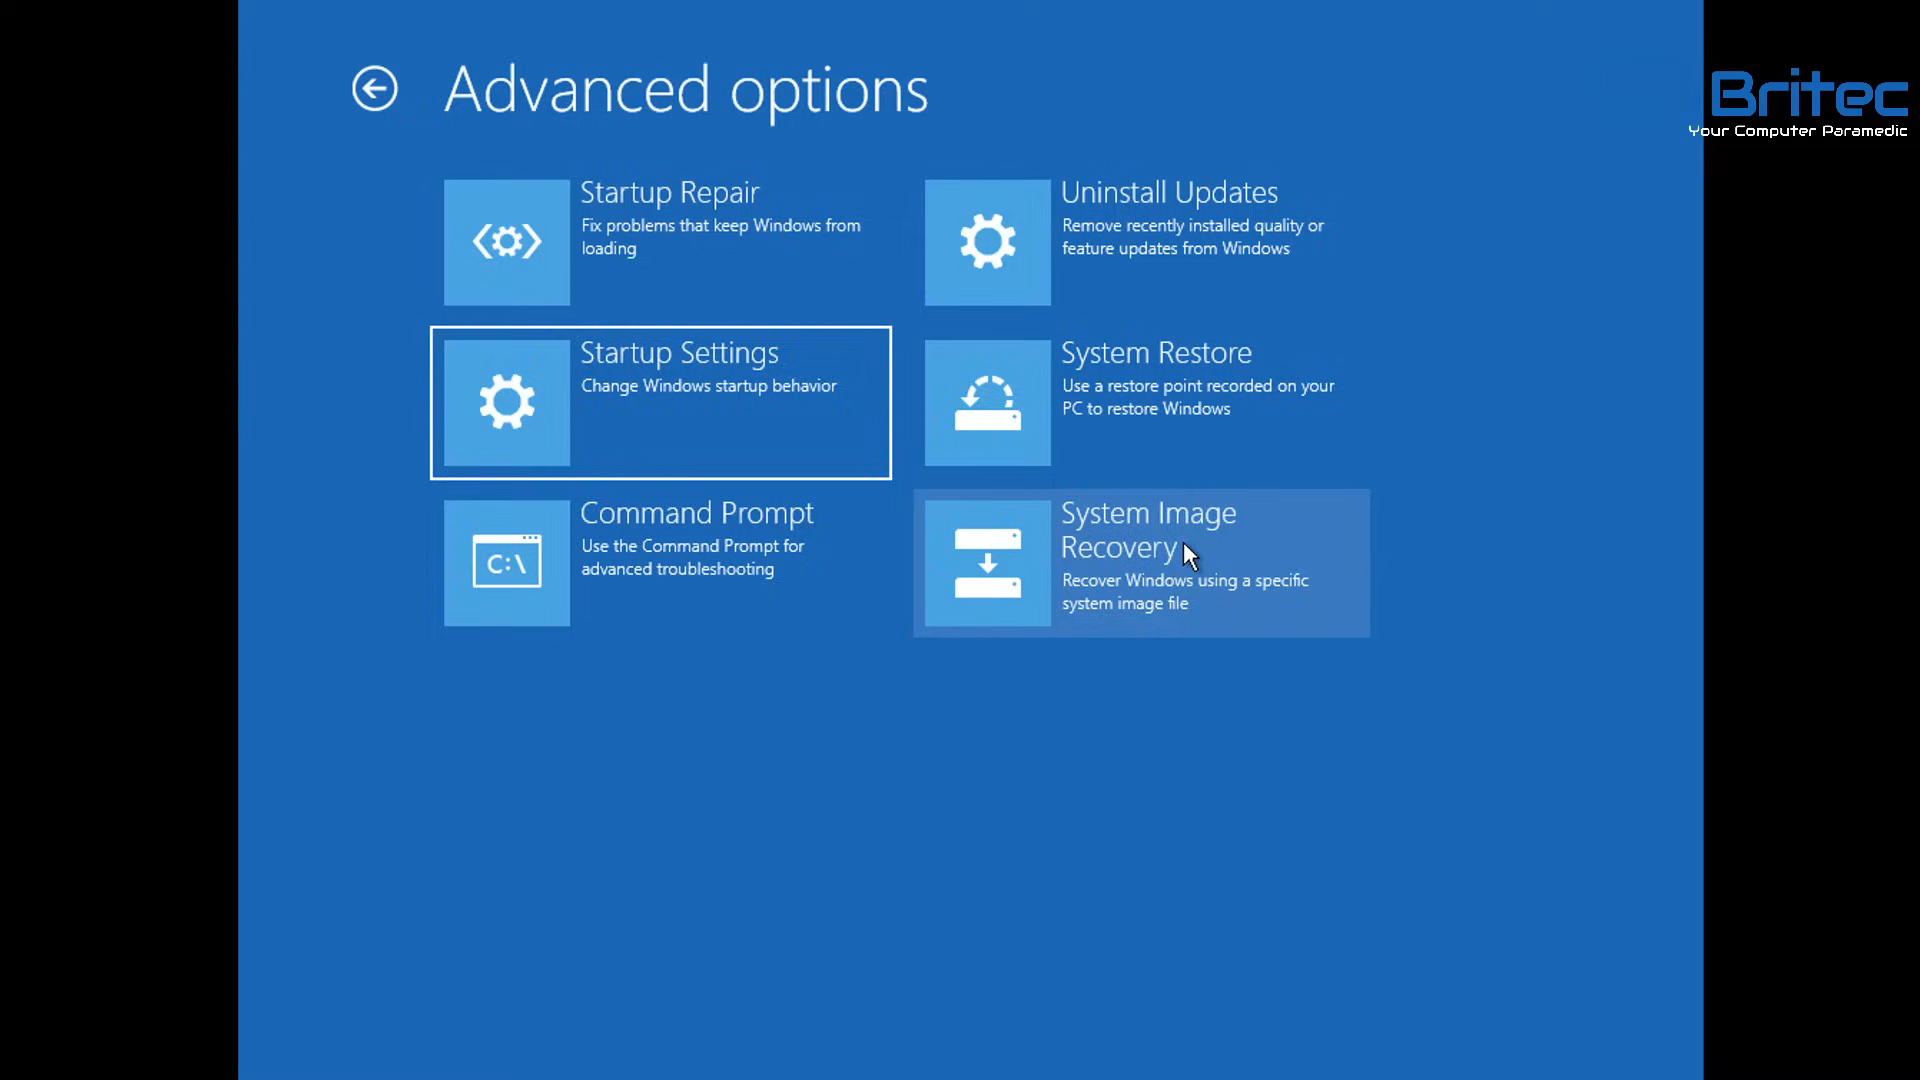 Advanced options
Britec
Your Computer Paramedic
Startup Repair
Fix problems that keep Windows from
loading
Uninstall Updates
Remove recently installed quality or
feature updates from Windows
Startup Settings
Change Windows startup behavior
System Restore
Use a restore point recorded on your
PC to restore Windows
Command Prompt
Use the Command Prompt for
advanced troubleshooting
C:\
System Image
Recovery
Recover Windows using a specific
system image file